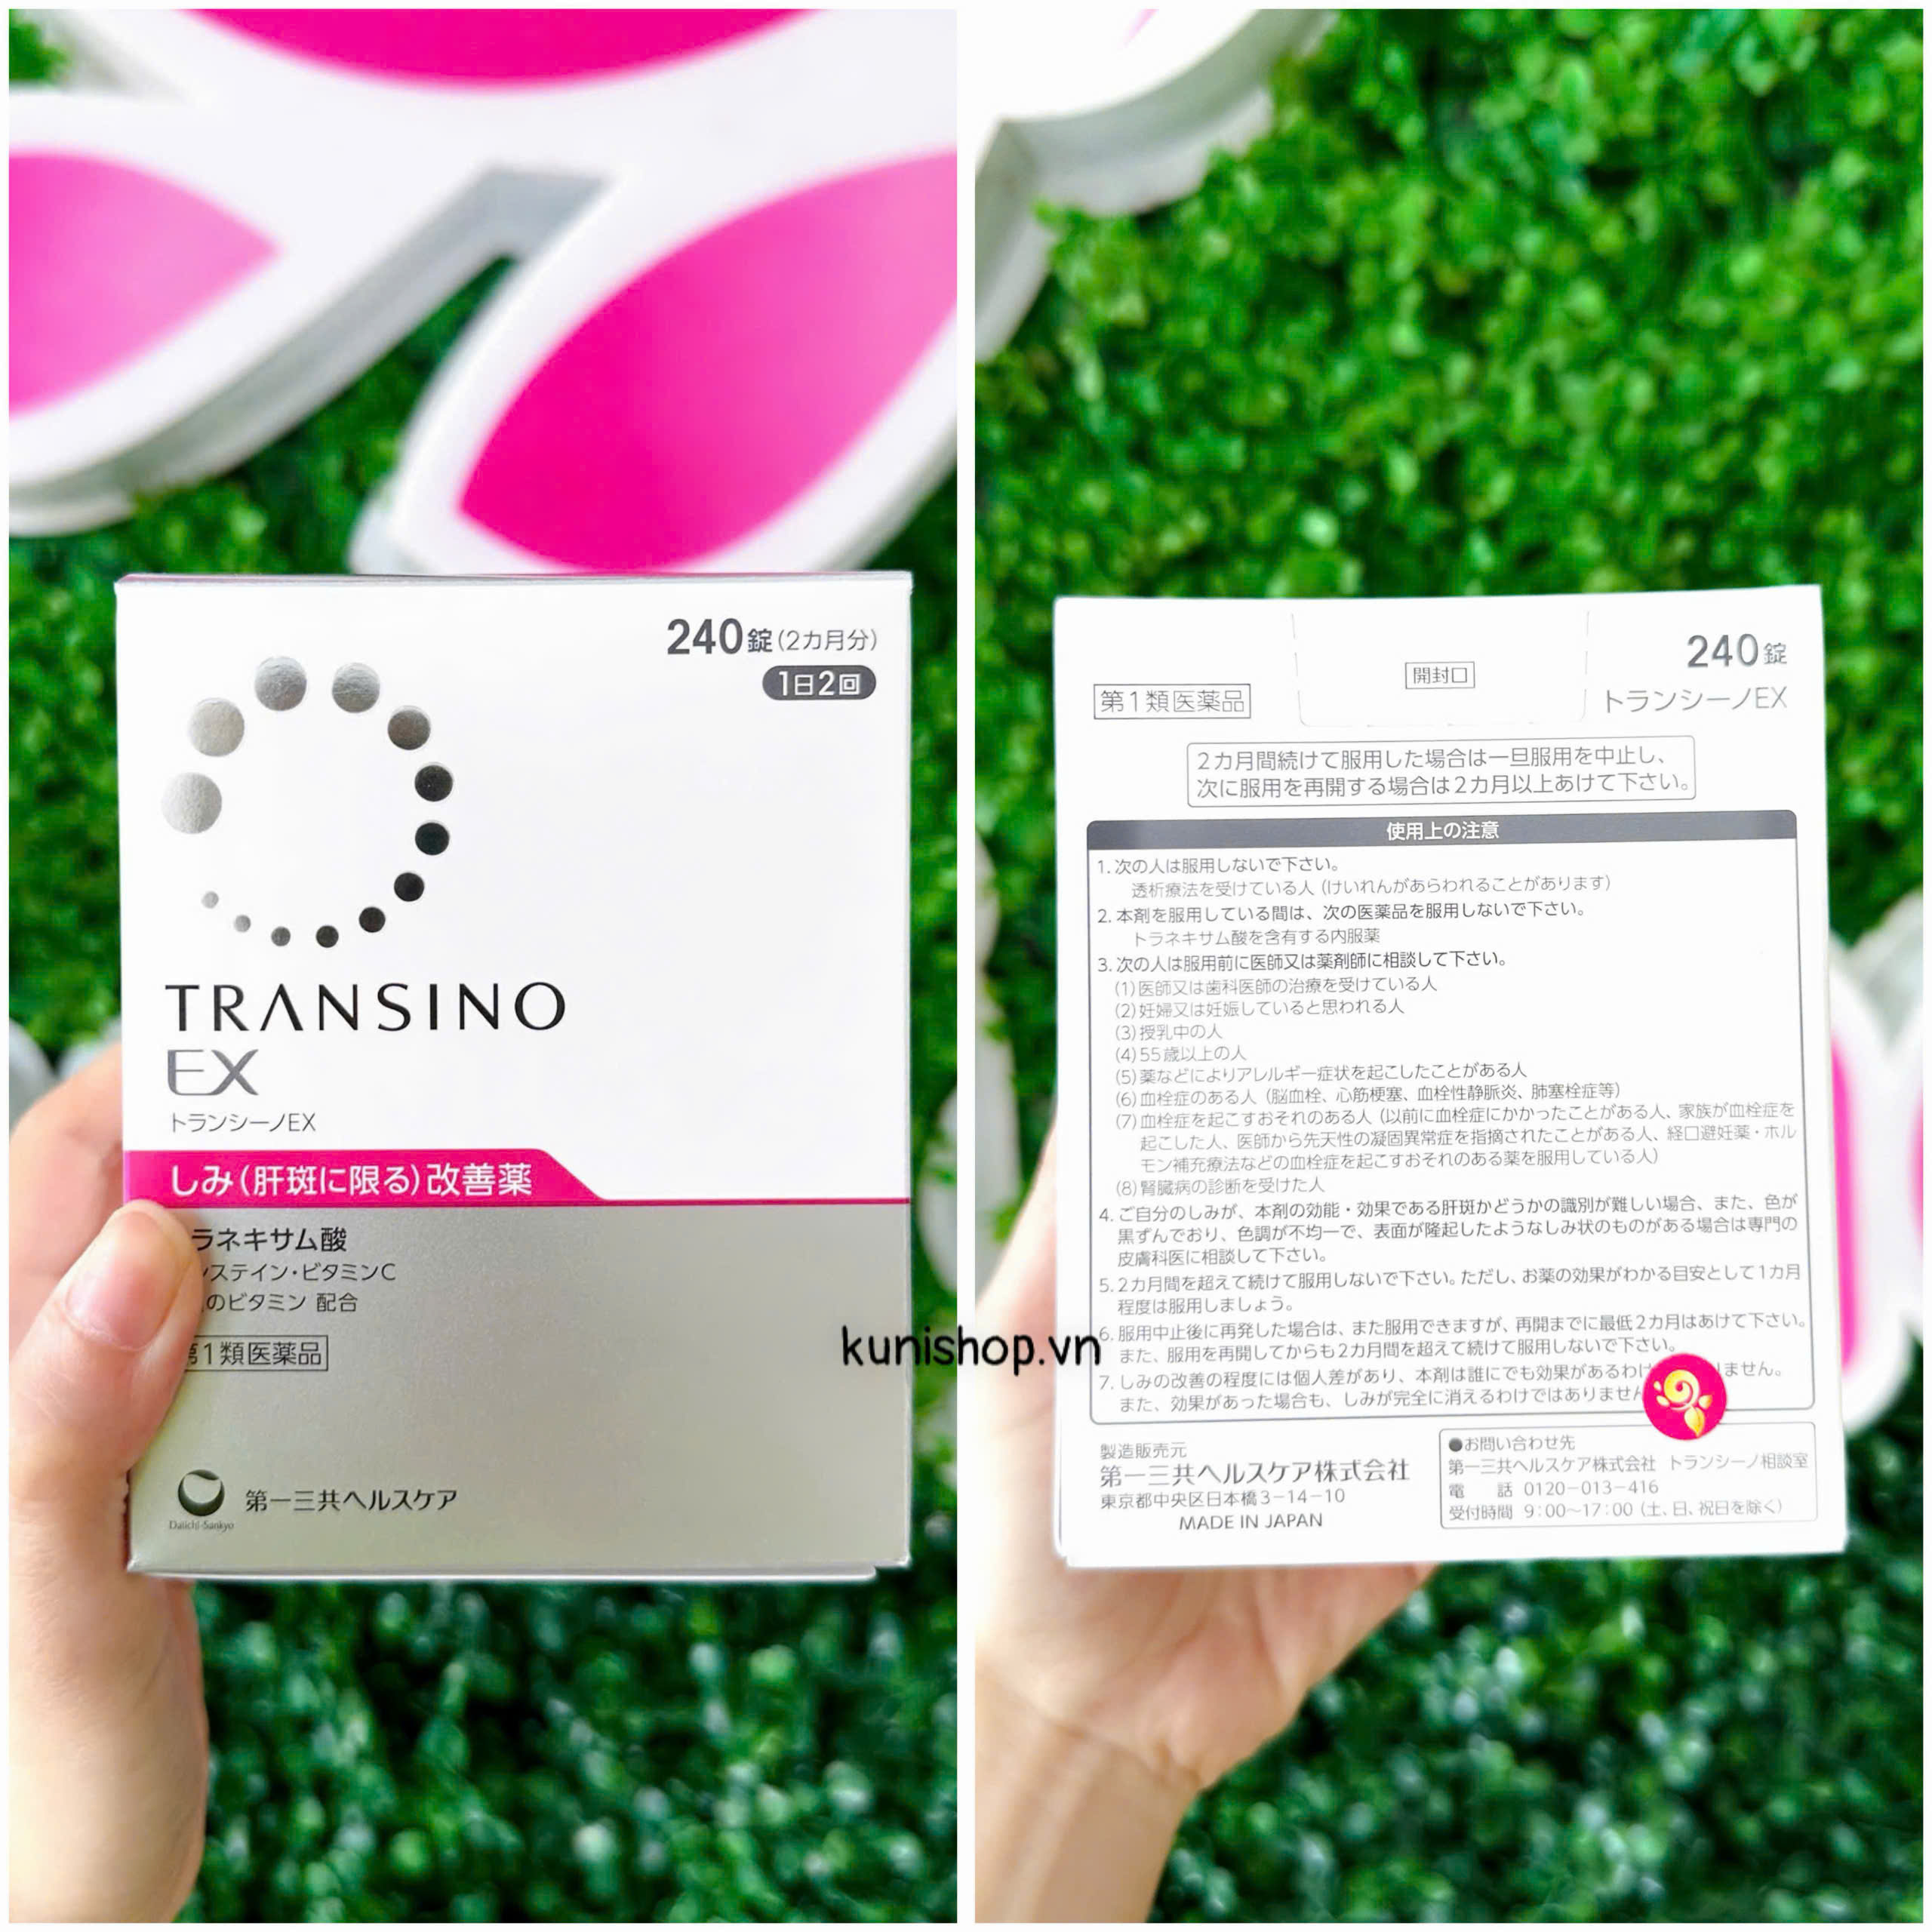 240錠(2カ月分)
1日2回
TRANSINO
EX
トランシーノEX
しみ(肝斑に限る)改善薬
ラネキサム酸
ステイン・ビタミンC
のビタミン 配合
1類医薬品
Daiichi-Sankyo
第一三共ヘルスケア
kunishop.vn
240錠
開封口
第1類医薬品
トランシーノEX
2カ月間続けて服用した場合は一旦服用を中止し、
次に服用を再開する場合は2カ月以上あけて下さい。
使用上の注意
1. 次の人は服用しないで下さい。
透析療法を受けている人(けいれんがあらわれることがあります)
2. 本剤を服用している間は、次の医薬品を服用しないで下さい。
トラネキサム酸を含有する内服薬
3. 次の人は服用前に医師又は薬剤師に相談して下さい。
(1)医師又は歯科医師の治療を受けている人
(2)妊婦又は妊娠していると思われる人
(3)授乳中の人
(4)55歳以上の人
(5)薬などによりアレルギー症状を起こしたことがある人
(6)血栓症のある人(脳血栓、心筋梗塞、血栓性静脈炎、肺塞栓症等)
(7)血栓症を起こすおそれのある人(以前に血栓症にかかったことがある人、家族が血栓症を
起こした人、医師から先天性の凝固異常症を指摘されたことがある人、経口避妊薬・ホル
モン補充療法などの血栓症を起こすおそれのある薬を服用している人)
(8)腎臓病の診断を受けた人
4. ご自分のしみが、本剤の効能・効果である肝斑かどうかの識別が難しい場合、また、色が
黒ずんでおり、色調が不均一で、表面が隆起したようなしみ状のものがある場合は専門の
皮膚科医に相談して下さい。
5. 2カ月間を超えて続けて服用しないで下さい。ただし、お薬の効果がわかる目安として1カ月
程度は服用しましょう。
6. 服用中止後に再発した場合は、また服用できますが、再開までに最低2カ月はあけて下さい。
また、服用を再開してからも2カ月間を超えて続けて服用しないで下さい。
7. しみの改善の程度には個人差があり、本剤は誰にでも効果があるわけ りません。
また、効果があった場合も、しみが完全に消えるわけではありません
製造販売元
第一三共ヘルスケア株式会社
東京都中央区日本橋3-14-10
MADE IN JAPAN
●お問い合わせ先
第一三共ヘルスケア株式会社 トランシーノ相談室
電 話 0120-013-416
受付時間 9:00~17:00(土、日、祝日を除く)